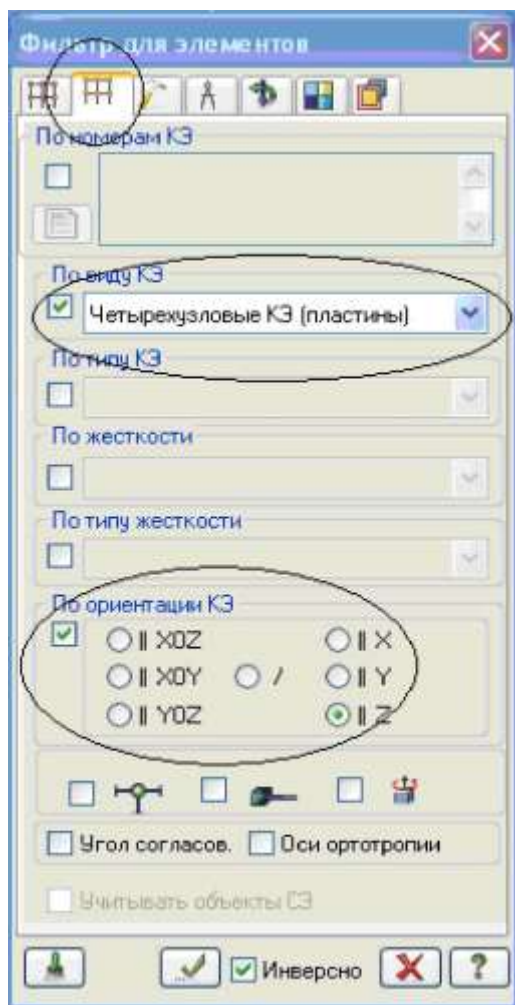 Фильтр для элементов
По номерам КЭ
По виду КЭ
Четырехузловые КЭ (пластины)
По типу КЭ
По жесткости
По типу жесткости
По ориентации КЭ
|| X0Z || X
|| X0Y / || Y
|| Y0Z || Z
Угол согласов. Оси ортотропии
Учитывать объекты СЭ
Инверсно ?